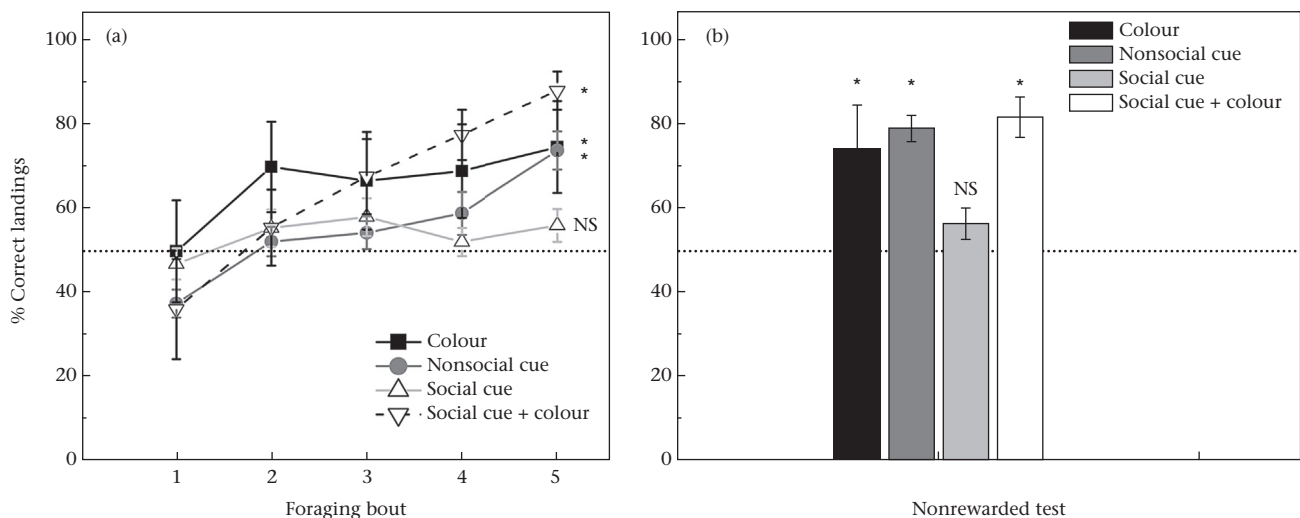 (a)
% Correct landings
100
80
60
40
20
0
*
*
*
NS
Colour
Nonsocial cue
Social cue
Social cue + colour
1 2 3 4 5
Foraging bout
(b)
100
80
60
40
20
0
Colour
Nonsocial cue
Social cue
Social cue + colour
* * NS *
Nonrewarded test